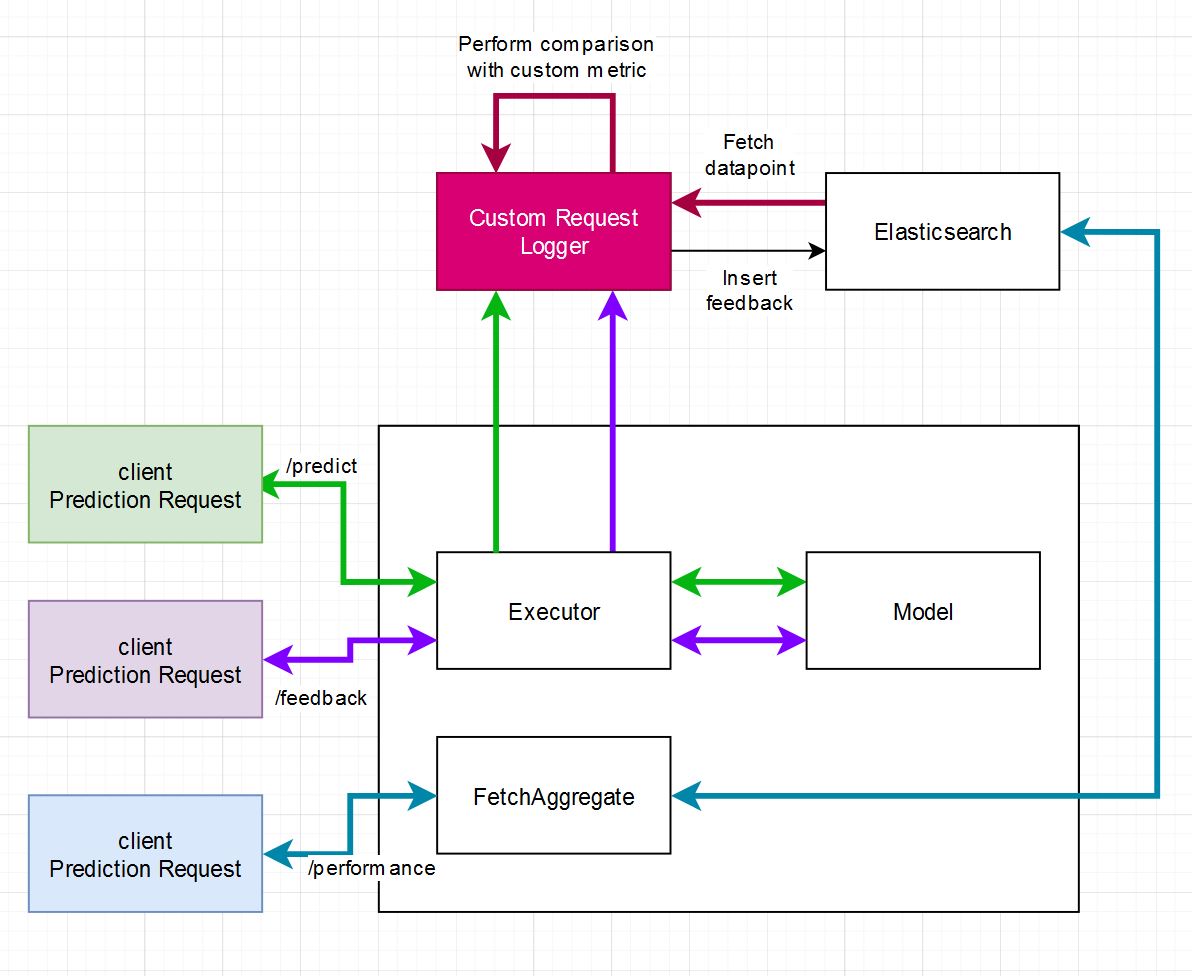 Perform comparison
with custom metric
Fetch
datapoint
Custom Request
Logger
Elasticsearch
Insert
feedback
client
Prediction Request
/predict
Executor
Model
client
Prediction Request
/feedback
FetchAggregate
client
Prediction Request
/performance